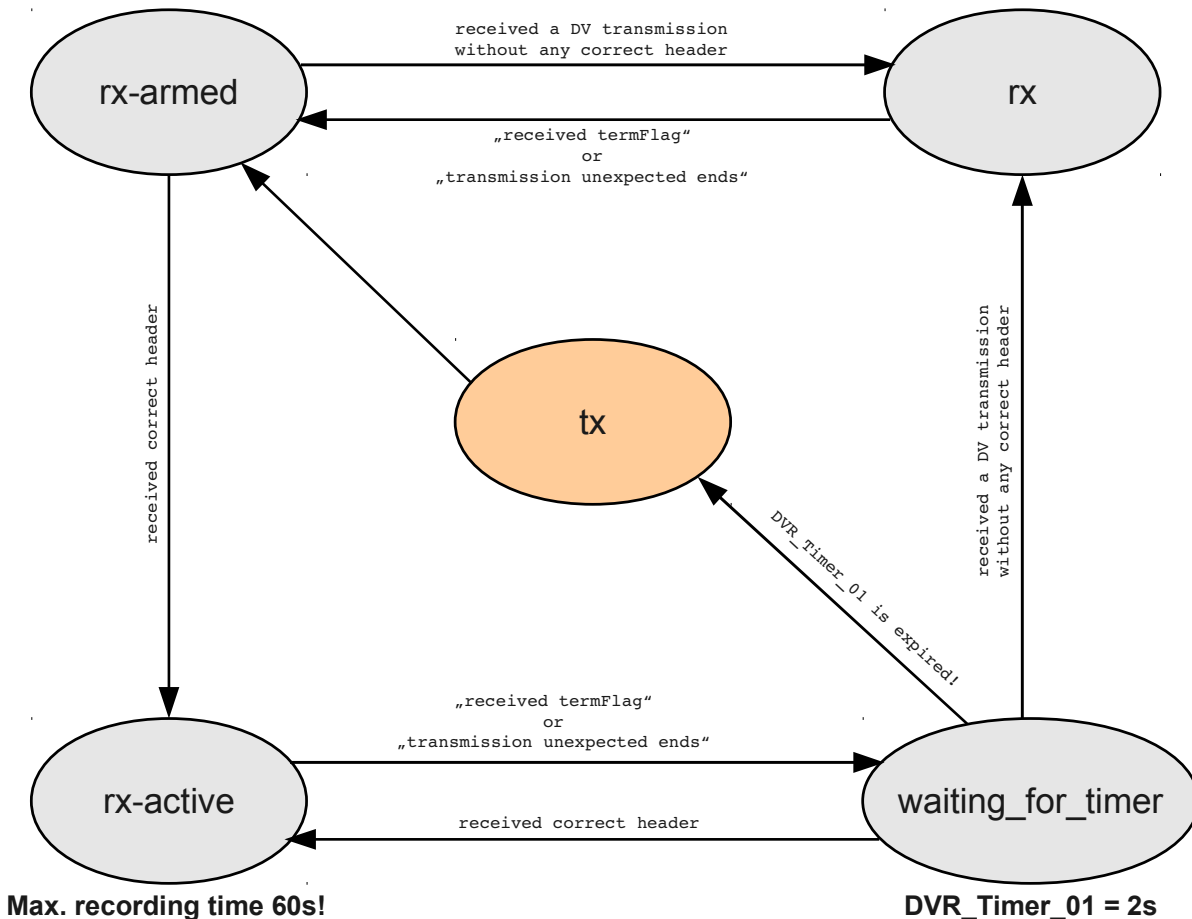 received a DV transmission
without any correct header
rx-armed
rx
„received termFlag“
or
„transmission unexpected ends“
received correct header
received a DV transmission
without any correct header
tx
DVR_Timer_01 is expired!
„received termFlag“
or
„transmission unexpected ends“
rx-active
waiting_for_timer
received correct header
Max. recording time 60s!
DVR_Timer_01 = 2s